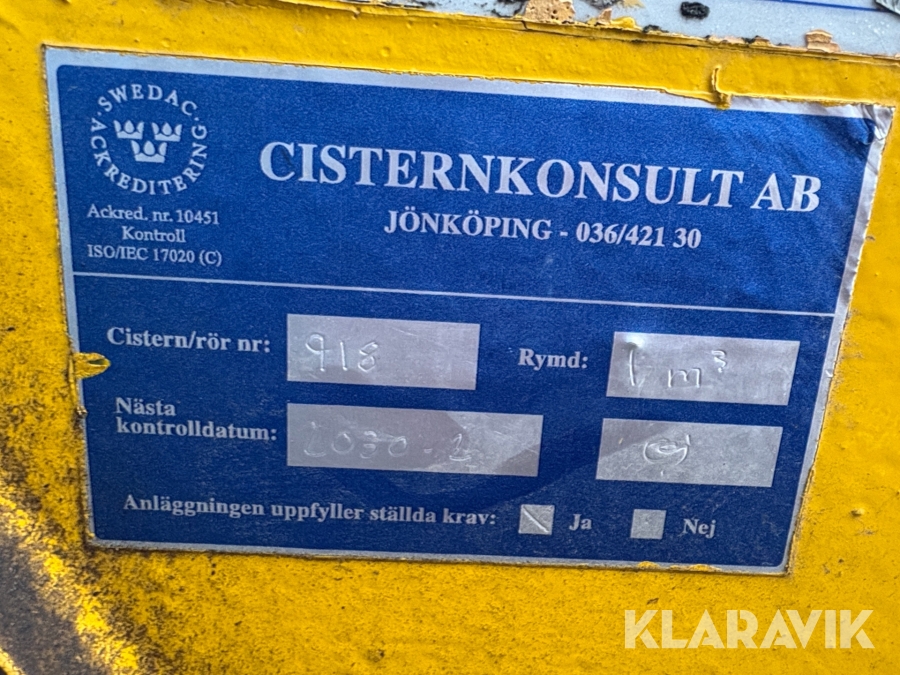 SWEDAC
ACKREDITERING
Ackred. nr. 10451
Kontroll
ISO/IEC 17020 (C)
CISTERNKONSULT AB
JÖNKÖPING - 036/421 30
Cistern/rör nr: 918
Rymd: 1 m³
Nästa
kontrolldatum: 2030-
Anläggningen uppfyller ställda krav: Ja Nej
KLARAVIK